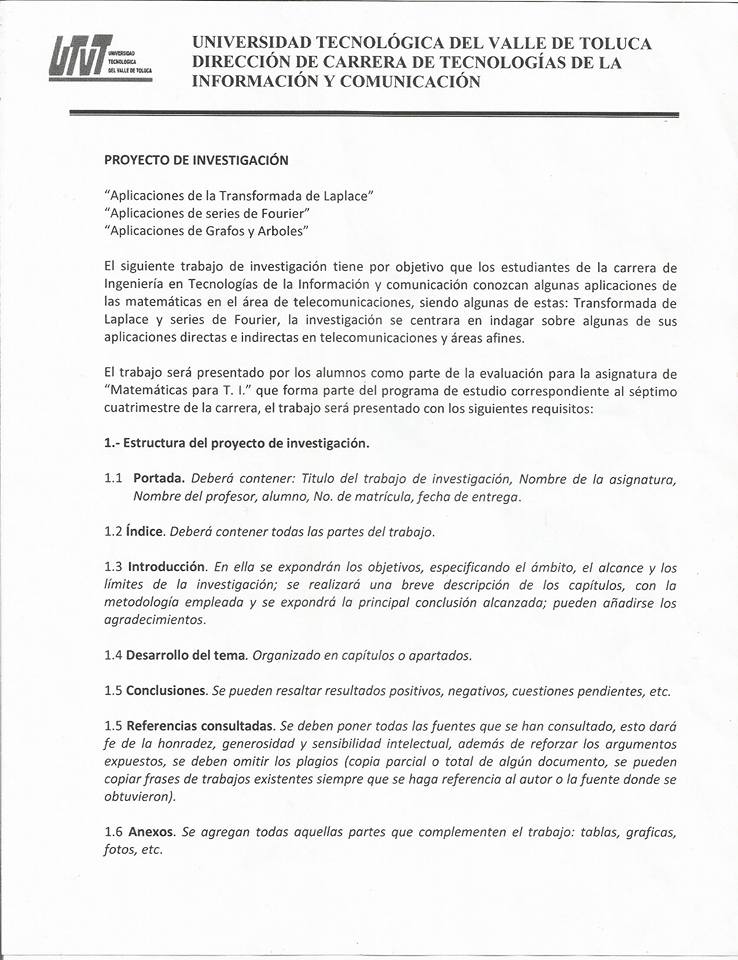 UTVT UNIVERSIDAD
TECNOLOGICA
DEL VALLE DE TOLUCA
UNIVERSIDAD TECNOLÓGICA DEL VALLE DE TOLUCA
DIRECCIÓN DE CARRERA DE TECNOLOGÍAS DE LA
INFORMACIÓN Y COMUNICACIÓN
PROYECTO DE INVESTIGACIÓN
“Aplicaciones de la Transformada de Laplace”
“Aplicaciones de series de Fourier”
“Aplicaciones de Grafos y Arboles”
El siguiente trabajo de investigación tiene por objetivo que los estudiantes de la carrera de
Ingeniería en Tecnologías de la Información y comunicación conozcan algunas aplicaciones de
las matemáticas en el área de telecomunicaciones, siendo algunas de estas: Transformada de
Laplace y series de Fourier, la investigación se centrara en indagar sobre algunas de sus
aplicaciones directas e indirectas en telecomunicaciones y áreas afines.
El trabajo será presentado por los alumnos como parte de la evaluación para la asignatura de
“Matemáticas para T. I.” que forma parte del programa de estudio correspondiente al séptimo
cuatrimestre de la carrera, el trabajo será presentado con los siguientes requisitos:
1.- Estructura del proyecto de investigación.
1.1 Portada. Deberá contener: Titulo del trabajo de investigación, Nombre de la asignatura,
Nombre del profesor, alumno, No. de matrícula, fecha de entrega.
1.2 Índice. Deberá contener todas las partes del trabajo.
1.3 Introducción. En ella se expondrán los objetivos, especificando el ámbito, el alcance y los
límites de la investigación; se realizará una breve descripción de los capítulos, con la
metodología empleada y se expondrá la principal conclusión alcanzada; pueden añadirse los
agradecimientos.
1.4 Desarrollo del tema. Organizado en capítulos o apartados.
1.5 Conclusiones. Se pueden resaltar resultados positivos, negativos, cuestiones pendientes, etc.
1.5 Referencias consultadas. Se deben poner todas las fuentes que se han consultado, esto dará
fe de la honradez, generosidad y sensibilidad intelectual, además de reforzar los argumentos
expuestos, se deben omitir los plagios (copia parcial o total de algún documento, se pueden
copiar frases de trabajos existentes siempre que se haga referencia al autor o la fuente donde se
obtuvieron).
1.6 Anexos. Se agregan todas aquellas partes que complementen el trabajo: tablas, graficas,
fotos, etc.